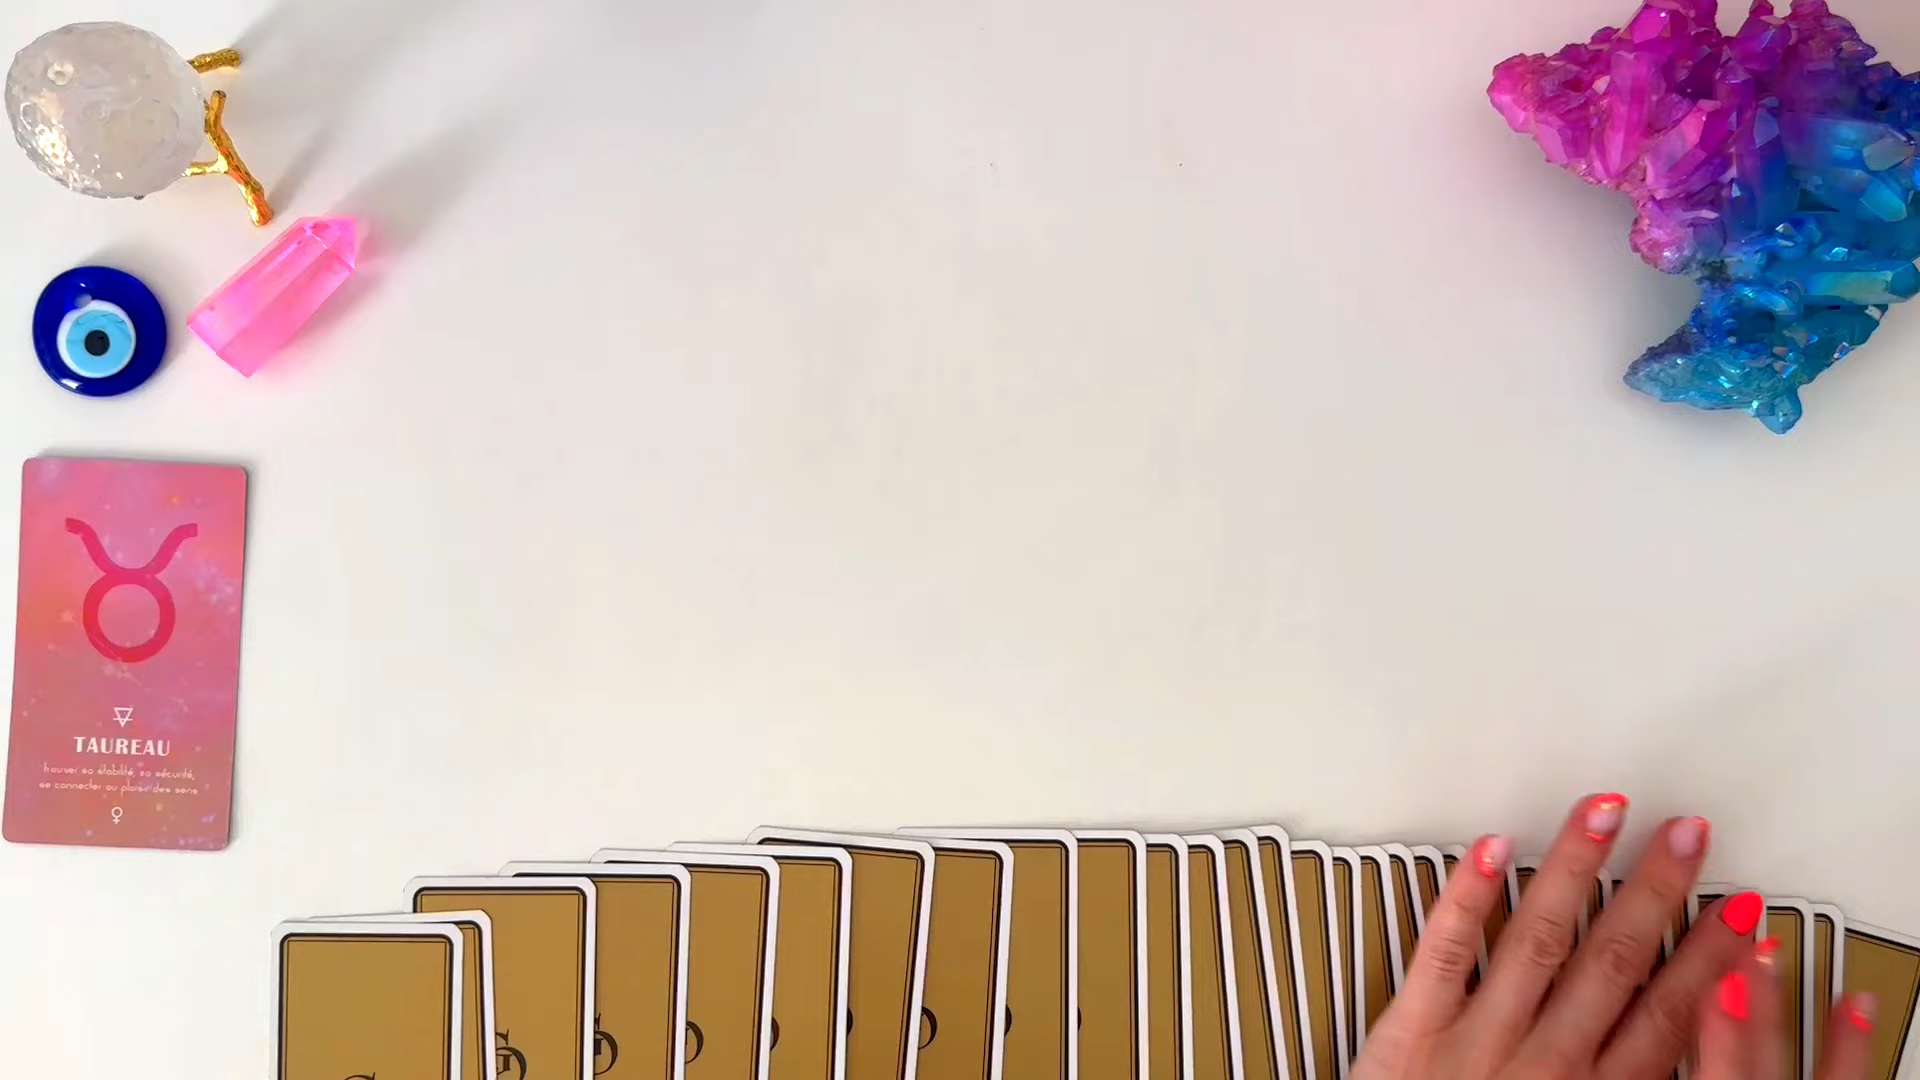 TAUREAU
trouver sa stabilité, sa sécurité,
se connecter au plaisir des sens
G
G
G